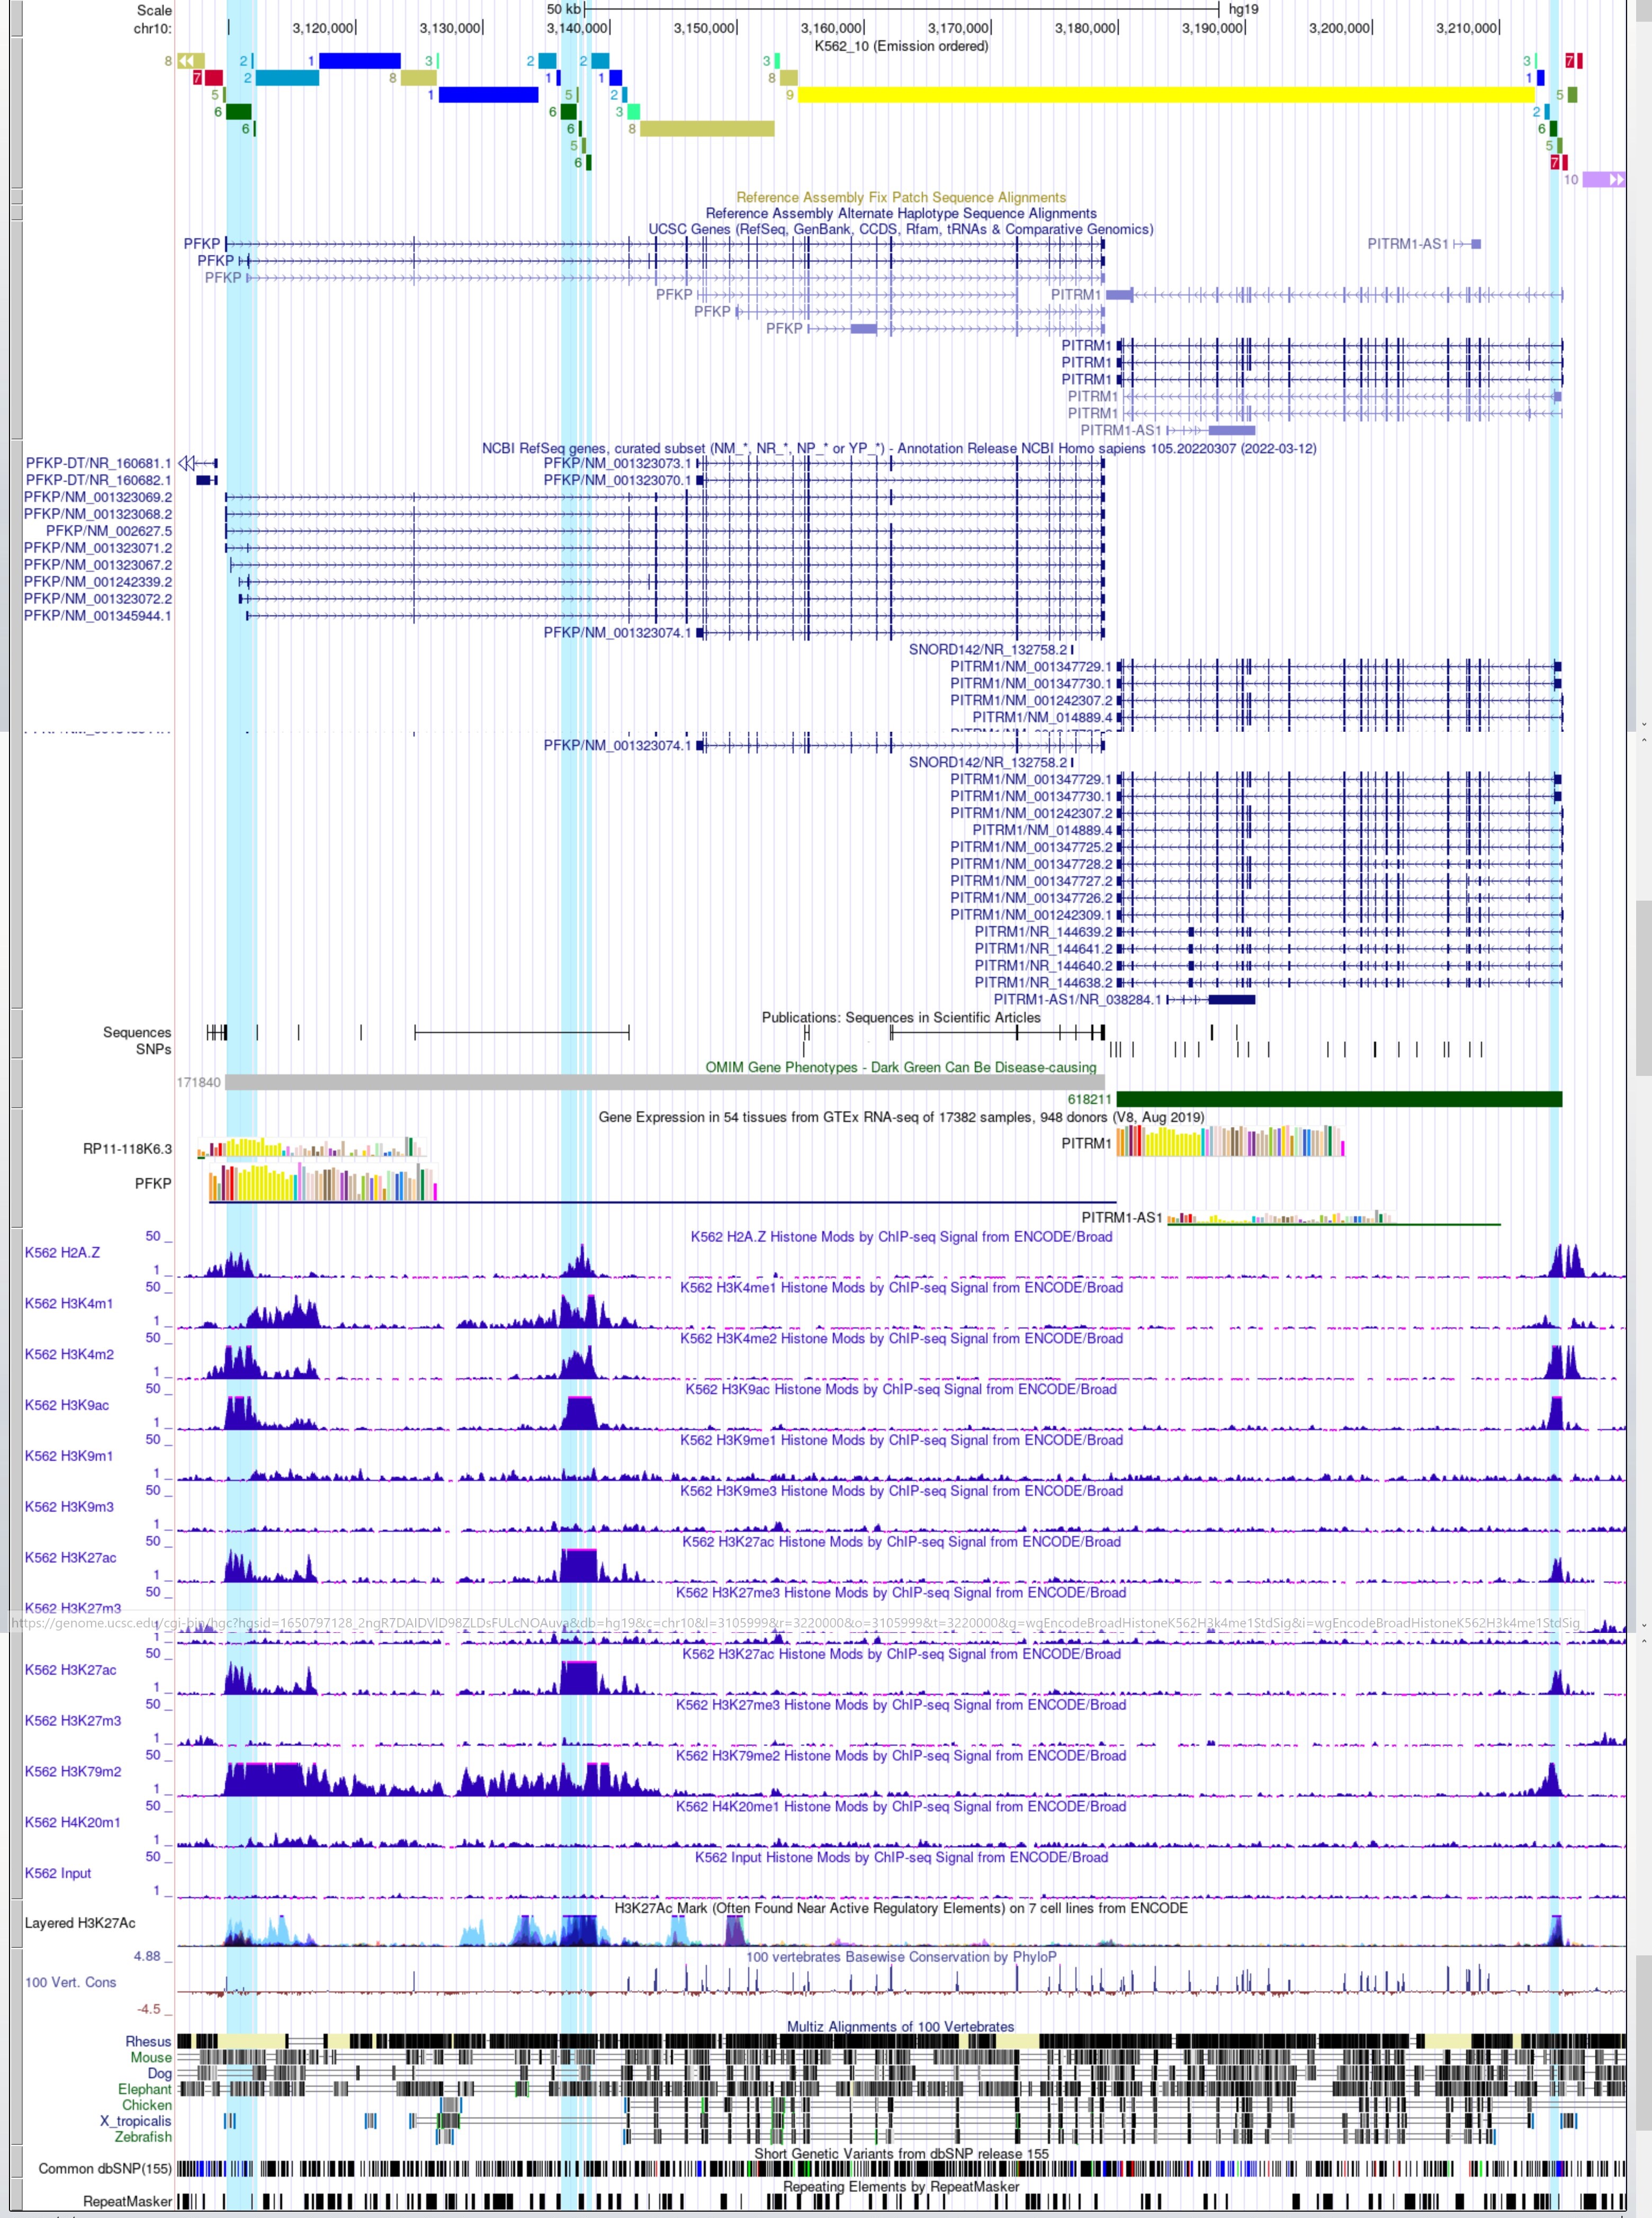 Scale 50 kb hg19
chr10: 3,120,000 3,130,000 3,140,000 3,150,000 3,160,000 3,170,000 3,180,000 3,190,000 3,200,000 3,210,000
K562_10 (Emission ordered)
8 2 1 3 2 2 3 3 7
7 2 8 1 1 8 1
5 1 5 2 9 5
6 6 3 2
6 6 8 6
5 5
6 7
10
Reference Assembly Fix Patch Sequence Alignments
Reference Assembly Alternate Haplotype Sequence Alignments
UCSC Genes (RefSeq, GenBank, CCDS, Rfam, tRNAs & Comparative Genomics)
PFKP PITRM1-AS1
PFKP
PFKP
PFKP PITRM1
PFKP
PFKP
PITRM1
PITRM1
PITRM1
PITRM1
PITRM1
PITRM1-AS1
NCBI RefSeq genes, curated subset (NM_*, NR_*, NP_* or YP_*) - Annotation Release NCBI Homo sapiens 105.20220307 (2022-03-12)
PFKP-DT/NR_160681.1 PFKP/NM_001323073.1
PFKP-DT/NR_160682.1 PFKP/NM_001323070.1
PFKP/NM_001323069.2
PFKP/NM_001323068.2
PFKP/NM_002627.5
PFKP/NM_001323071.2
PFKP/NM_001323067.2
PFKP/NM_001242339.2
PFKP/NM_001323072.2
PFKP/NM_001345944.1
PFKP/NM_001323074.1
SNORD142/NR_132758.2
PITRM1/NM_001347729.1
PITRM1/NM_001347730.1
PITRM1/NM_001242307.2
PITRM1/NM_014889.4
PFKP/NM_001323074.1
SNORD142/NR_132758.2
PITRM1/NM_001347729.1
PITRM1/NM_001347730.1
PITRM1/NM_001242307.2
PITRM1/NM_014889.4
PITRM1/NM_001347725.2
PITRM1/NM_001347728.2
PITRM1/NM_001347727.2
PITRM1/NM_001347726.2
PITRM1/NM_001242309.1
PITRM1/NR_144639.2
PITRM1/NR_144641.2
PITRM1/NR_144640.2
PITRM1/NR_144638.2
PITRM1-AS1/NR_038284.1
Publications: Sequences in Scientific Articles
Sequences
SNPs
OMIM Gene Phenotypes - Dark Green Can Be Disease-causing
171840
618211
Gene Expression in 54 tissues from GTEx RNA-seq of 17382 samples, 948 donors (V8, Aug 2019)
RP11-118K6.3 PITRM1
PFKP
PITRM1-AS1
50 _ K562 H2A.Z Histone Mods by ChIP-seq Signal from ENCODE/Broad
K562 H2A.Z
1 _
50 _ K562 H3K4me1 Histone Mods by ChIP-seq Signal from ENCODE/Broad
K562 H3K4m1
1 _
50 _ K562 H3K4me2 Histone Mods by ChIP-seq Signal from ENCODE/Broad
K562 H3K4m2
1 _
50 _ K562 H3K9ac Histone Mods by ChIP-seq Signal from ENCODE/Broad
K562 H3K9ac
1 _
50 _ K562 H3K9me1 Histone Mods by ChIP-seq Signal from ENCODE/Broad
K562 H3K9m1
1 _
50 _ K562 H3K9me3 Histone Mods by ChIP-seq Signal from ENCODE/Broad
K562 H3K9m3
1 _
50 _ K562 H3K27ac Histone Mods by ChIP-seq Signal from ENCODE/Broad
K562 H3K27ac
1 _
50 _ K562 H3K27me3 Histone Mods by ChIP-seq Signal from ENCODE/Broad
K562 H3K27m3
1 _
50 _ K562 H3K27ac Histone Mods by ChIP-seq Signal from ENCODE/Broad
K562 H3K27ac
1 _
50 _ K562 H3K27me3 Histone Mods by ChIP-seq Signal from ENCODE/Broad
K562 H3K27m3
1 _
50 _ K562 H3K79me2 Histone Mods by ChIP-seq Signal from ENCODE/Broad
K562 H3K79m2
1 _
50 _ K562 H4K20me1 Histone Mods by ChIP-seq Signal from ENCODE/Broad
K562 H4K20m1
1 _
50 _ K562 Input Histone Mods by ChIP-seq Signal from ENCODE/Broad
K562 Input
1 _
H3K27Ac Mark (Often Found Near Active Regulatory Elements) on 7 cell lines from ENCODE
Layered H3K27Ac
4.88 _ 100 vertebrates Basewise Conservation by PhyloP
100 Vert. Cons
-4.5 _
Multiz Alignments of 100 Vertebrates
Rhesus
Mouse
Dog
Elephant
Chicken
X_tropicalis
Zebrafish
Short Genetic Variants from dbSNP release 155
Common dbSNP(155)
Repeating Elements by RepeatMasker
RepeatMasker